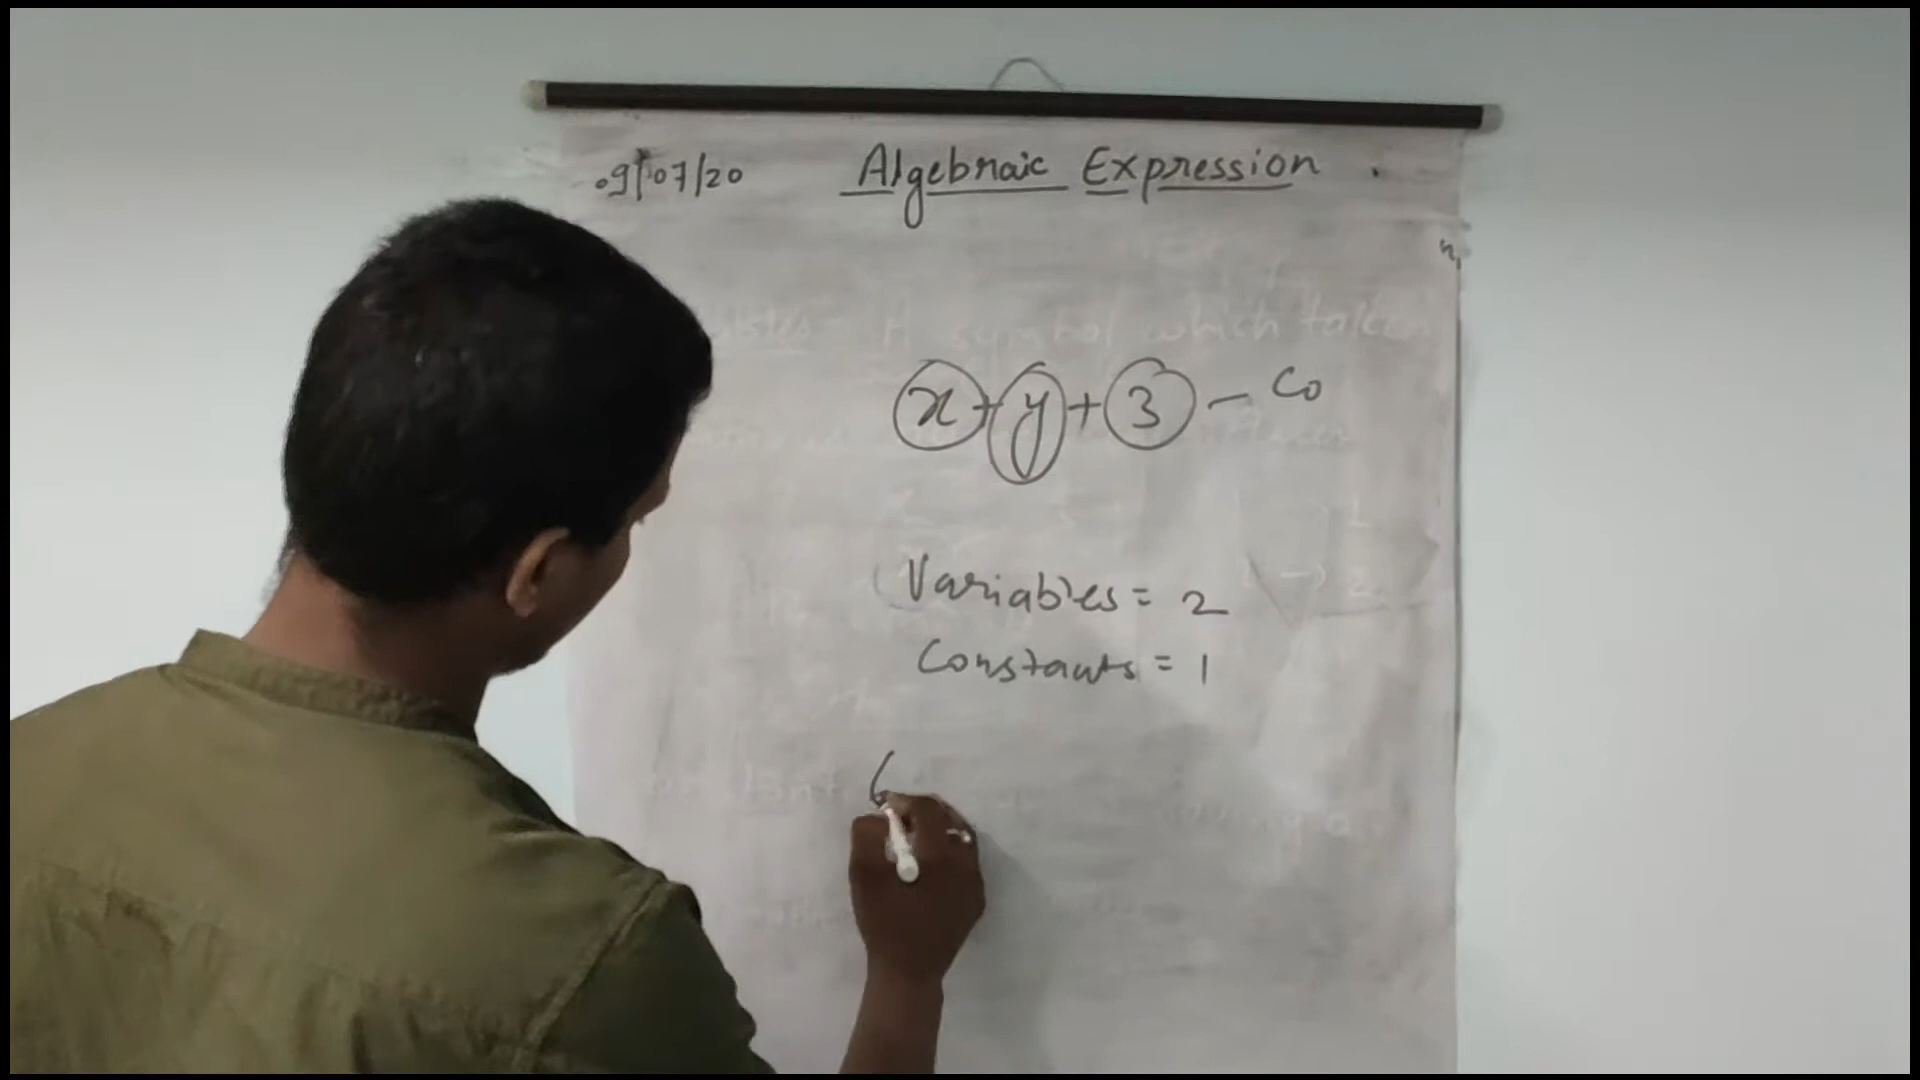 09/07/20 Algebraic Expression .
x + y + 3 - Co
Variables = 2
Constants = 1
6